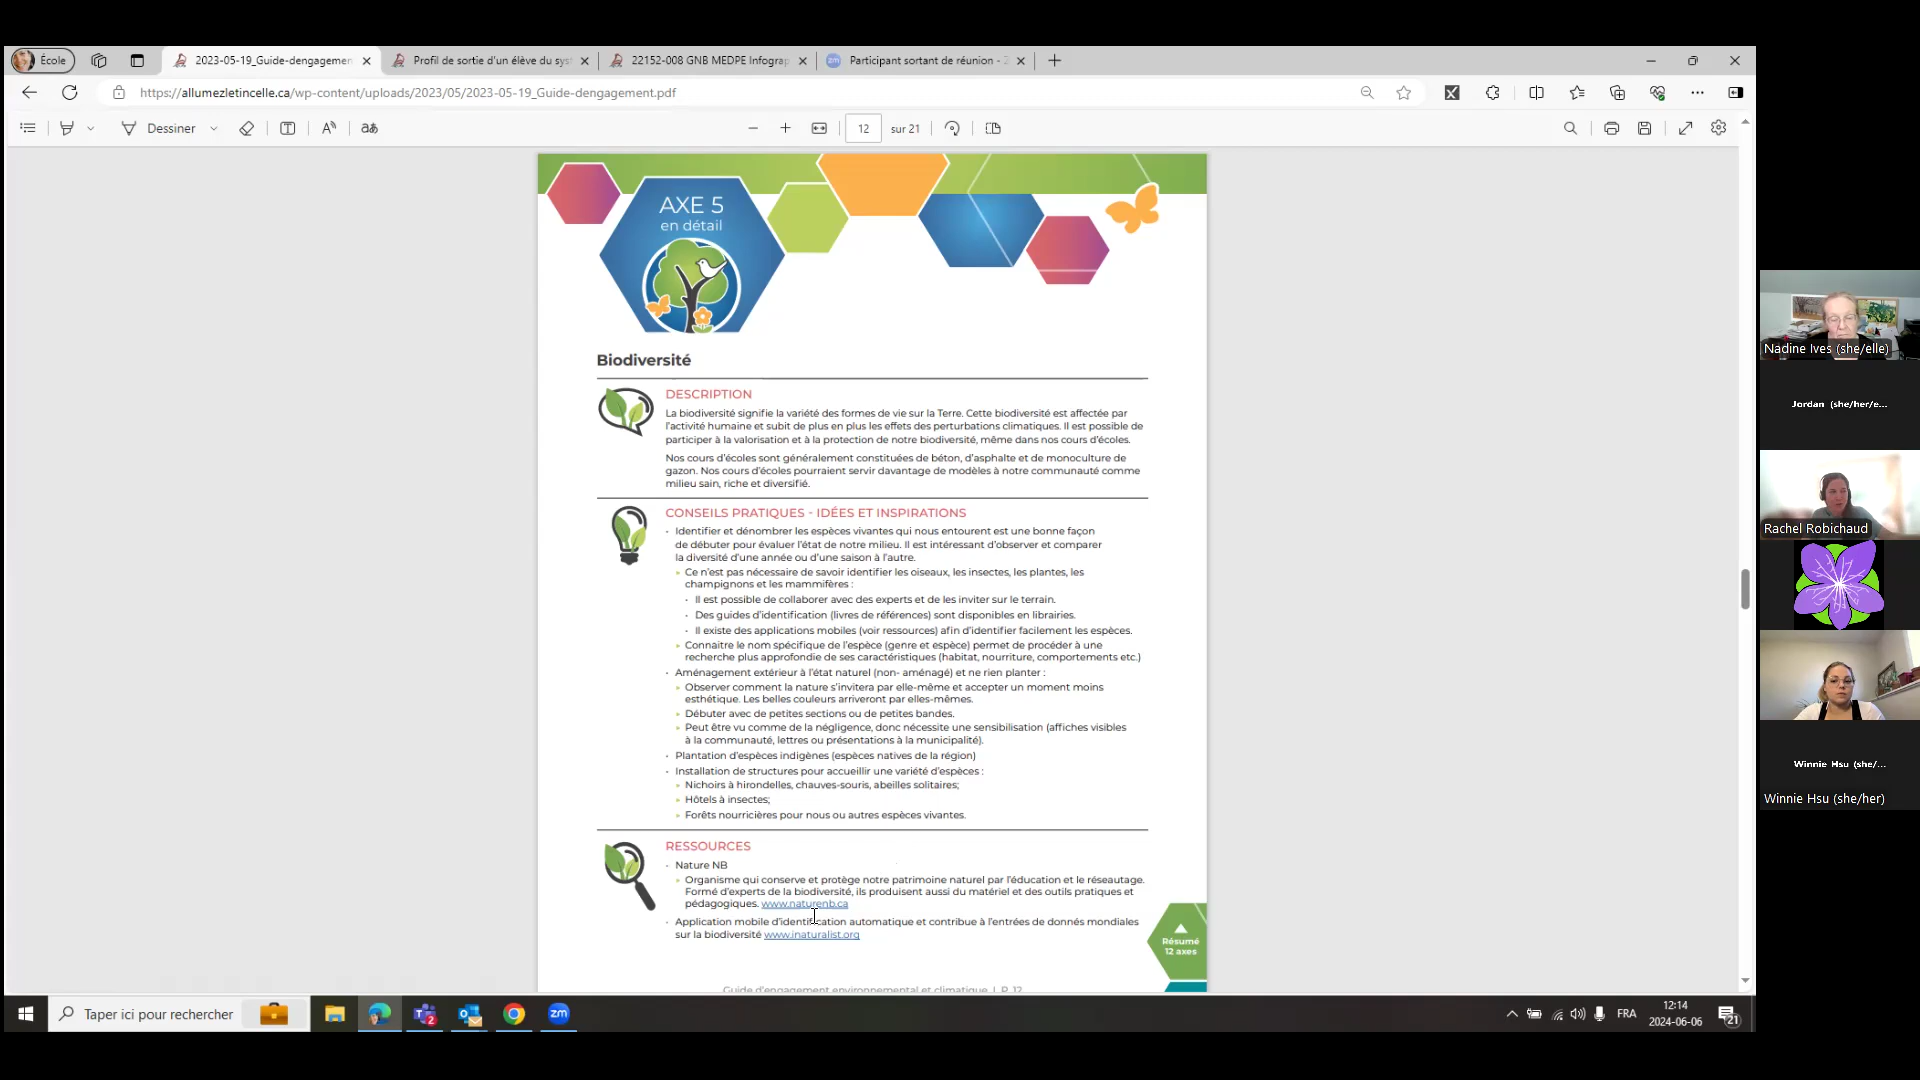 École
2023-05-19_Guide-dengagemen
Profil de sortie d'un élève du sys
22152-008 GNB MEDPE Infograp
Participant sortant de réunion -
https://allumezletincelle.ca/wp-content/uploads/2023/05/2023-05-19_Guide-dengagement.pdf
Dessiner
12
sur 21
AXE 5
en détail
Biodiversité
DESCRIPTION
La biodiversité signifie la variété des formes de vie sur la Terre. Cette biodiversité est affectée par
l'activité humaine et subit de plus en plus les effets des perturbations climatiques. Il est possible de
participer à la valorisation et à la protection de notre biodiversité, même dans nos cours d'écoles.
Nos cours d'écoles sont généralement constituées de béton, d'asphalte et de monoculture de
gazon. Nos cours d'écoles pourraient servir davantage de modèles à notre communauté comme
milieu sain, riche et diversifié.
CONSEILS PRATIQUES - IDÉES ET INSPIRATIONS
• Identifier et dénombrer les espèces vivantes qui nous entourent est une bonne façon
de débuter pour évaluer l'état de notre milieu. Il est intéressant d'observer et comparer
la diversité d'une année ou d'une saison à l'autre.
• Ce n'est pas nécessaire de savoir identifier les oiseaux, les insectes, les plantes, les
champignons et les mammifères :
• Il est possible de collaborer avec des experts et de les inviter sur le terrain.
• Des guides d'identification (livres de références) sont disponibles en librairies.
• Il existe des applications mobiles (voir ressources) afin d'identifier facilement les espèces.
• Connaitre le nom spécifique de l'espèce (genre et espèce) permet de procéder à une
recherche plus approfondie de ses caractéristiques (habitat, nourriture, comportements etc.)
• Aménagement extérieur à l'état naturel (non- aménagé) et ne rien planter :
• Observer comment la nature s'invitera par elle-même et accepter un moment moins
esthétique. Les belles couleurs arriveront par elles-mêmes.
• Débuter avec de petites sections ou de petites bandes.
• Peut être vu comme de la négligence, donc nécessite une sensibilisation (affiches visibles
à la communauté, lettres ou présentations à la municipalité).
• Plantation d'espèces indigènes (espèces natives de la région)
• Installation de structures pour accueillir une variété d'espèces :
• Nichoirs à hirondelles, chauves-souris, abeilles solitaires;
• Hôtels à insectes;
• Forêts nourricières pour nous ou autres espèces vivantes.
RESSOURCES
• Nature NB
• Organisme qui conserve et protège notre patrimoine naturel par l'éducation et le réseautage.
Formé d'experts de la biodiversité, ils produisent aussi du matériel et des outils pratiques et
pédagogiques. www.naturenb.ca
• Application mobile d'identification automatique et contribue à l'entrées de donnés mondiales
sur la biodiversité www.inaturalist.org
Résumé
12 axes
Guide d'engagement environnemental et climatique | P. 12
Nadine Ives (she/elle)
Jordan (she/her/e...
Rachel Robichaud
Winnie Hsu (she/...
Winnie Hsu (she/her)
Taper ici pour rechercher
2
zm
FRA
12:14
2024-06-06
21